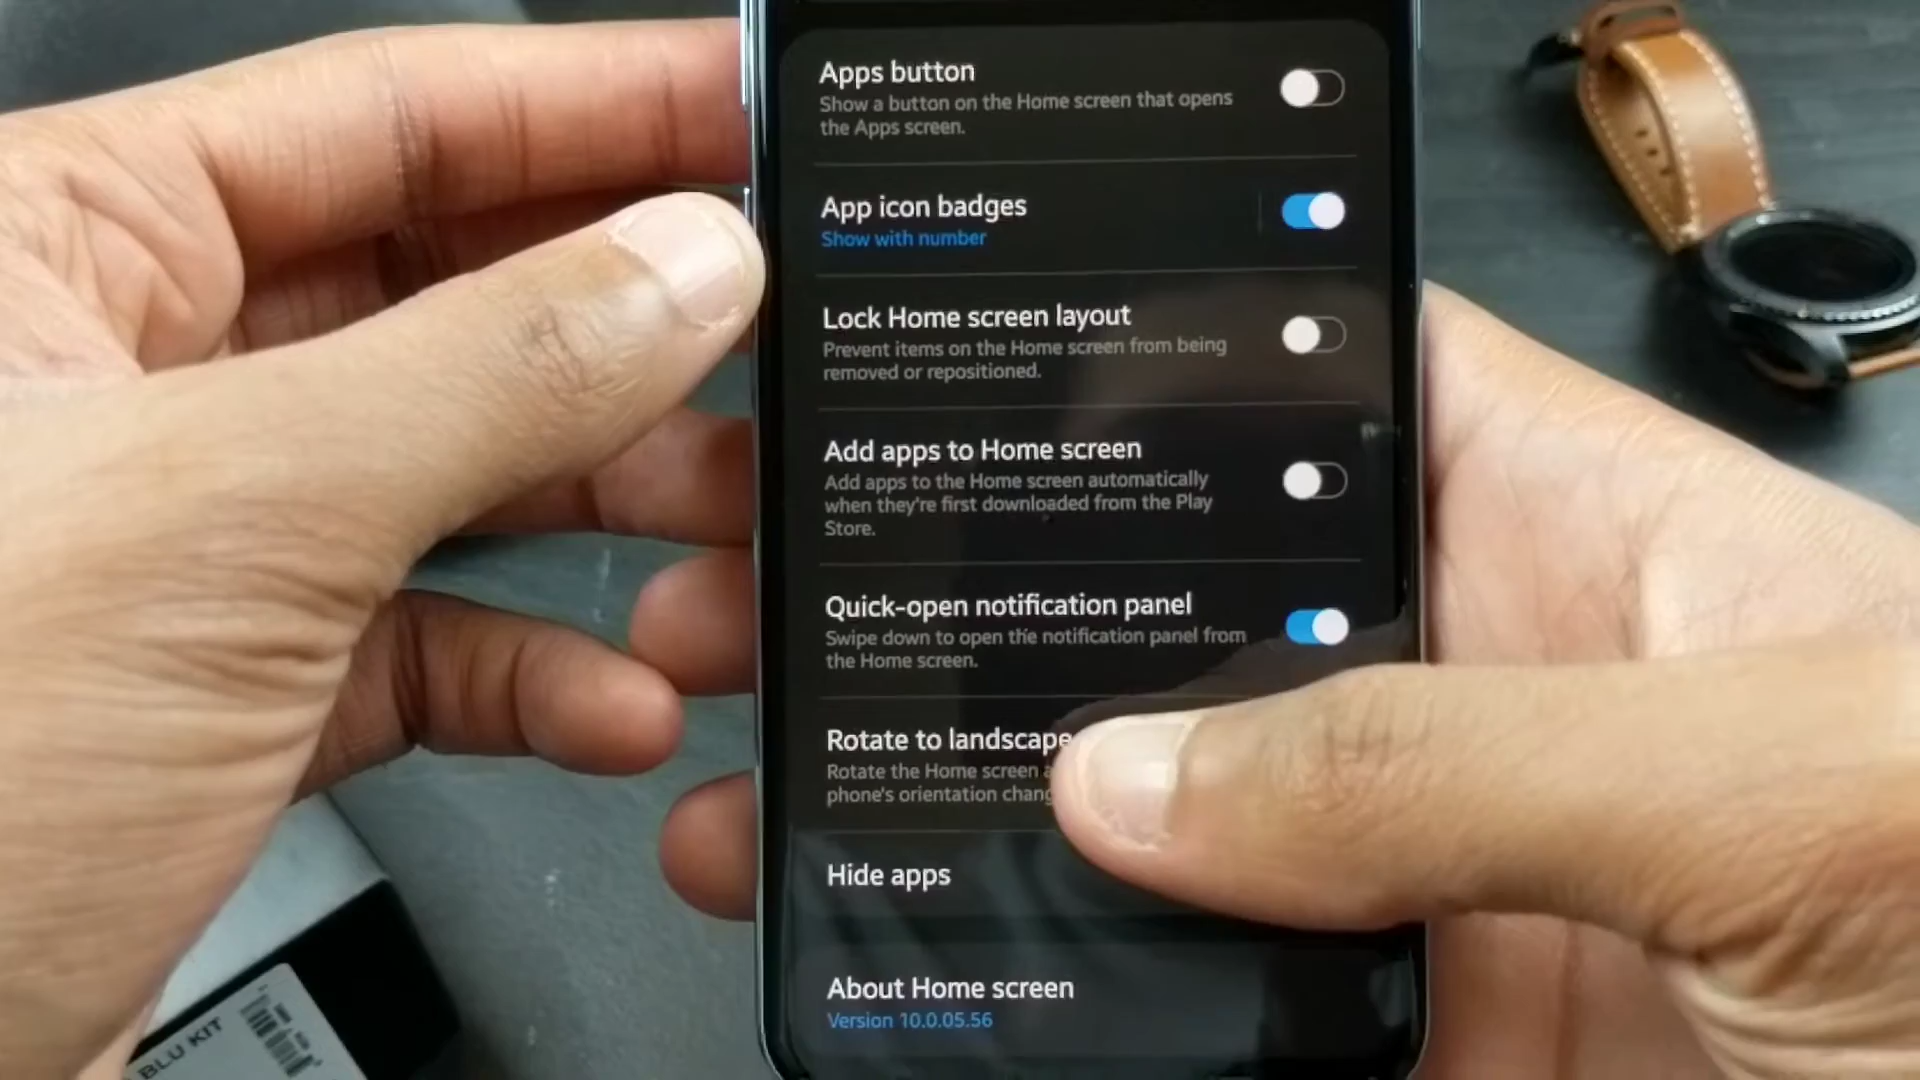 Apps button
Show a button on the Home screen that opens
the Apps screen.
App icon badges
Show with number
Lock Home screen layout
Prevent items on the Home screen from being
removed or repositioned.
Add apps to Home screen
Add apps to the Home screen automatically
when they're first downloaded from the Play
Store.
Quick-open notification panel
Swipe down to open the notification panel from
the Home screen.
Rotate to landscape
Rotate the Home screen
phone's orientation
Hide apps
About Home screen
Version 10.0.05.56
BLU KIT